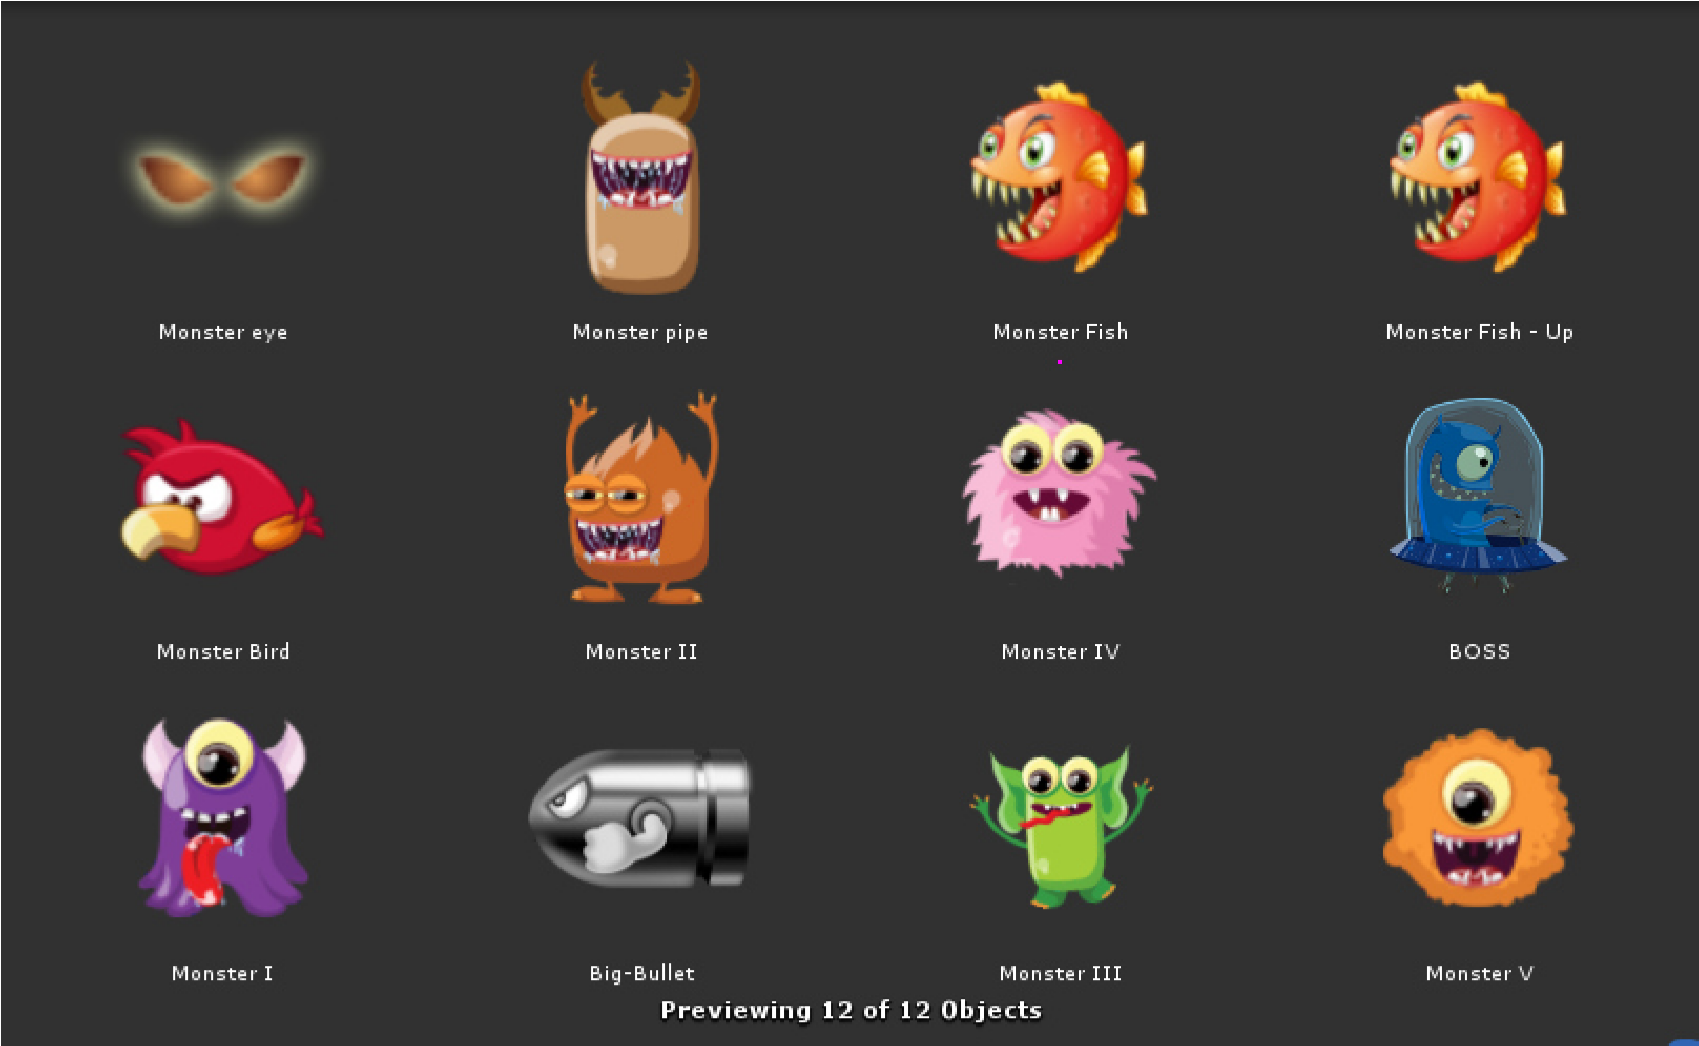 Monster eye
Monster pipe
Monster Fish
Monster Fish - Up
Monster Bird
Monster II
Monster IV
BOSS
Monster I
Big-Bullet
Monster III
Monster V
Previewing 12 of 12 Objects